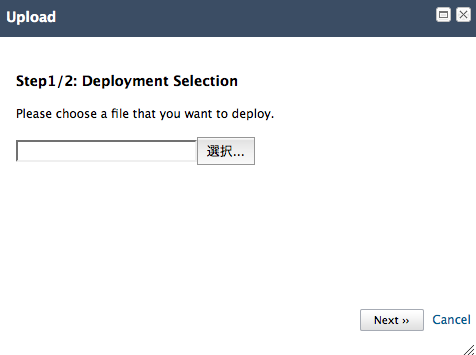 Upload
Step1/2: Deployment Selection
Please choose a file that you want to deploy.
選択...
Next ››
Cancel